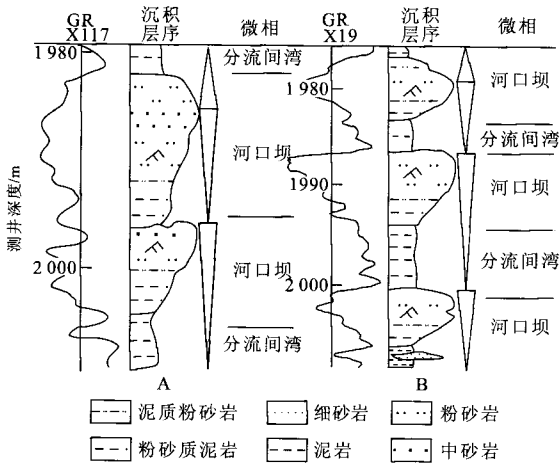 GR
X117
沉积
层序
微相
GR
X19
沉积
层序
微相
测井深度/m
1 980
2 000
分流间湾
河口坝
河口坝
分流间湾
A
1 980
1 990
2 000
河口坝
分流间湾
河口坝
分流间湾
河口坝
B
泥质粉砂岩
细砂岩
粉砂岩
粉砂质泥岩
泥岩
中砂岩